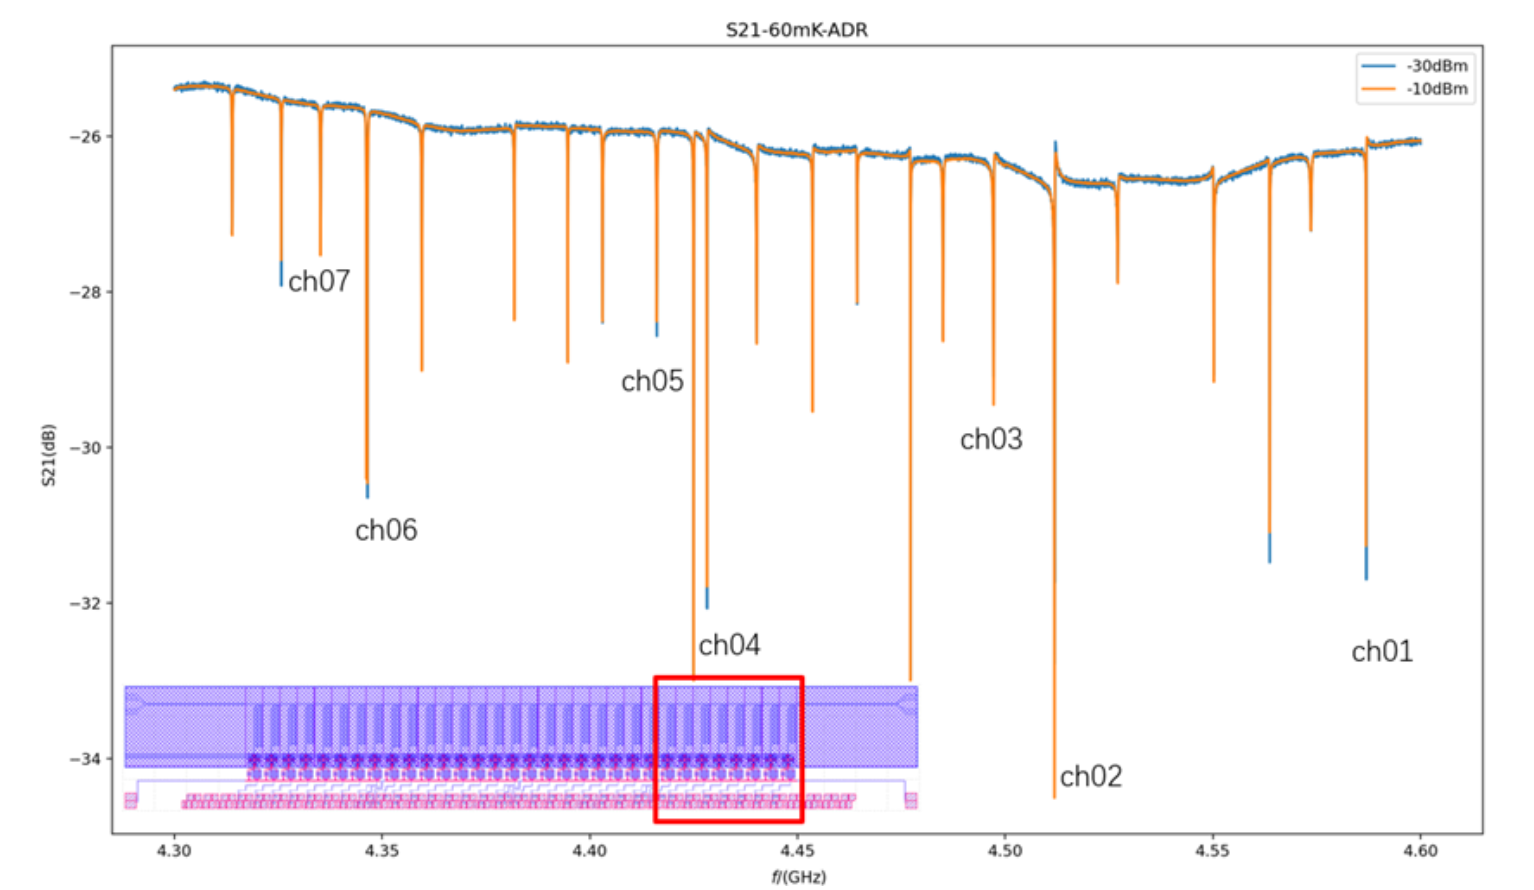 S21-60mK-ADR
-30dBm
-10dBm
−26
−28
−30
−32
−34
S21(dB)
ch07
ch05
ch03
ch06
ch04
ch01
ch02
4.30
4.35
4.40
4.45
4.50
4.55
4.60
f/(GHz)